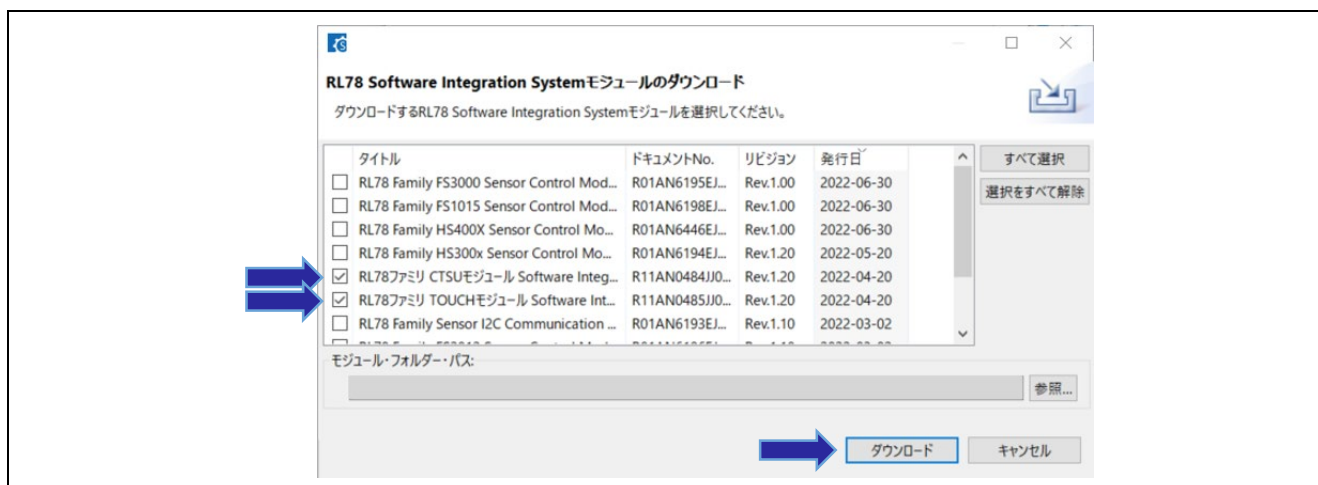 RL78 Software Integration Systemモジュールのダウンロード
ダウンロードするRL78 Software Integration Systemモジュールを選択してください。
タイトル ドキュメントNo. リビジョン 発行日 すべて選択
RL78 Family FS3000 Sensor Control Mod... R01AN6195EJ... Rev.1.00 2022-06-30 選択をすべて解除
RL78 Family FS1015 Sensor Control Mod... R01AN6198EJ... Rev.1.00 2022-06-30
RL78 Family HS400X Sensor Control Mo... R01AN6446EJ... Rev.1.00 2022-06-30
RL78 Family HS300x Sensor Control Mo... R01AN6194EJ... Rev.1.20 2022-05-20
RL78ファミリ CTSUモジュール Software Integ... R11AN0484JJ0... Rev.1.20 2022-04-20
RL78ファミリ TOUCHモジュール Software Int... R11AN0485JJ0... Rev.1.20 2022-04-20
RL78 Family Sensor I2C Communication ... R01AN6193EJ... Rev.1.10 2022-03-02
モジュール・フォルダー・パス:
参照...
ダウンロード キャンセル